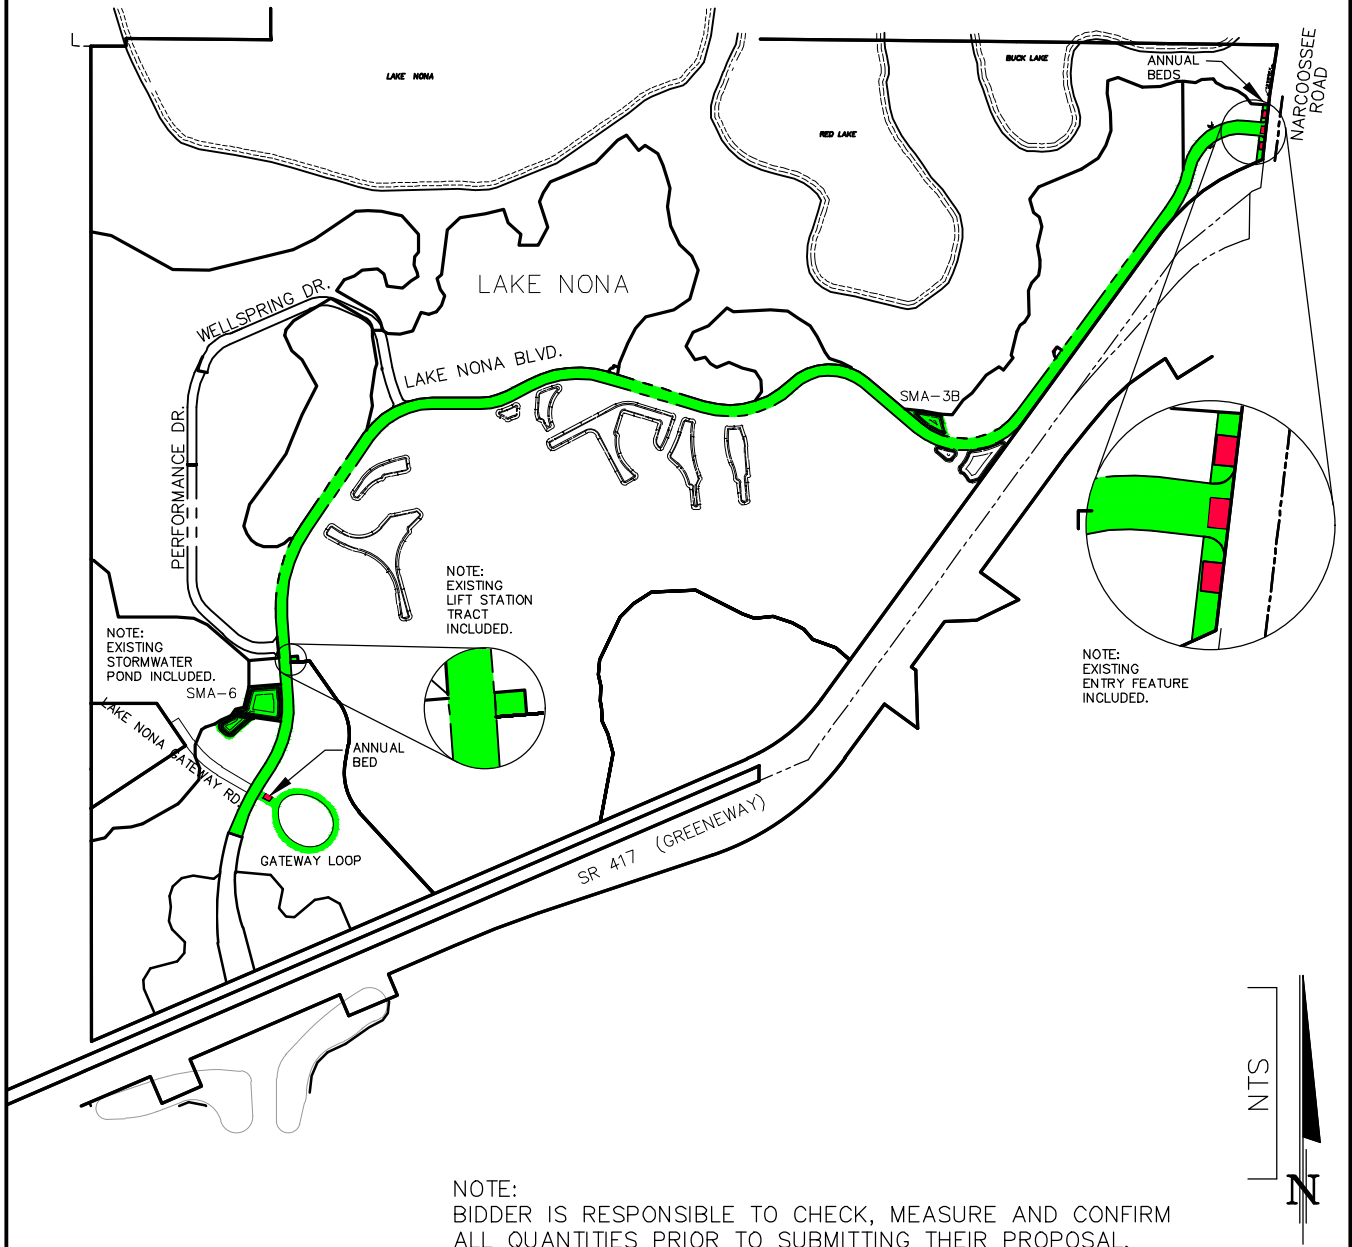 LAKE NONA
RED LAKE
BUCK LAKE
ANNUAL
BEDS
NARCOOSSEE
ROAD
LAKE NONA
WELLSPRING DR.
LAKE NONA BLVD.
SMA-3B
PERFORMANCE DR.
NOTE:
EXISTING
LIFT STATION
TRACT
INCLUDED.
NOTE:
EXISTING
STORMWATER
POND INCLUDED.
SMA-6
NOTE:
EXISTING
ENTRY FEATURE
INCLUDED.
LAKE NONA GATEWAY RD.
ANNUAL
BED
GATEWAY LOOP
SR 417 (GREENEWAY)
NTS
N
NOTE:
BIDDER IS RESPONSIBLE TO CHECK, MEASURE AND CONFIRM
ALL QUANTITIES PRIOR TO SUBMITTING THEIR PROPOSAL.